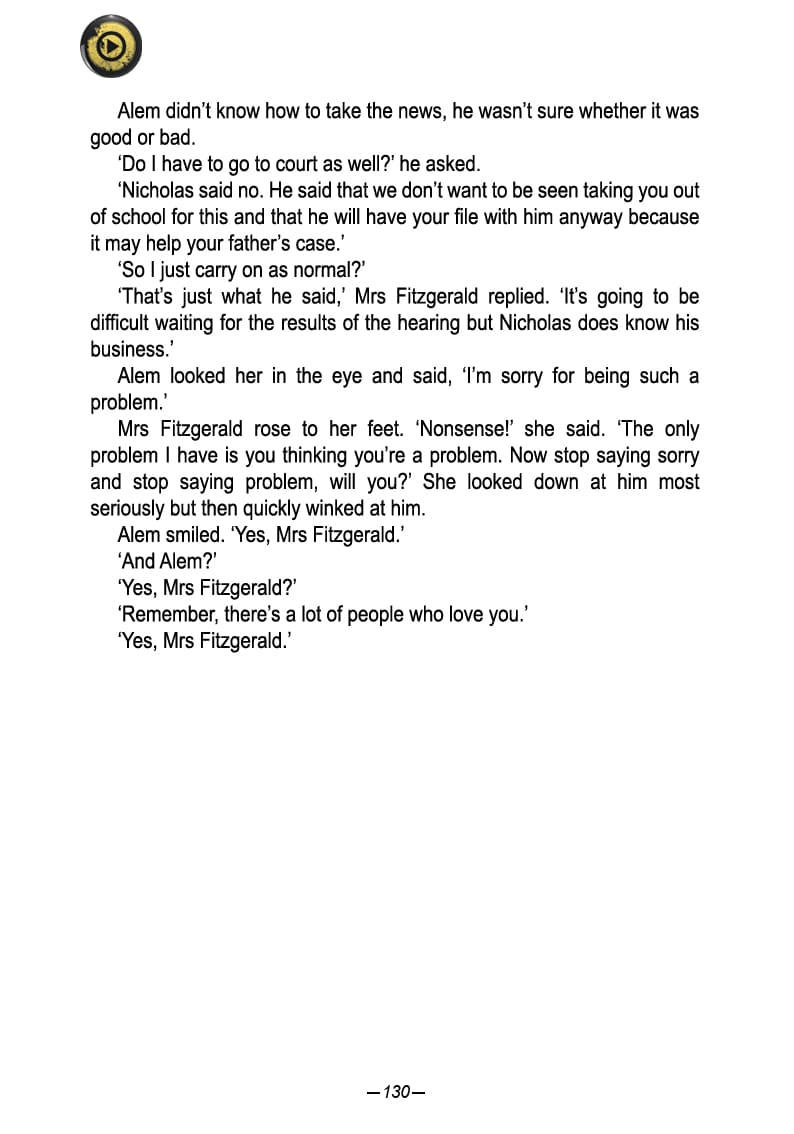 Alem didn’t know how to take the news, he wasn’t sure whether it was
good or bad.
‘Do I have to go to court as well?’ he asked.
‘Nicholas said no. He said that we don’t want to be seen taking you out
of school for this and that he will have your file with him anyway because
it may help your father’s case.’
‘So I just carry on as normal?’
‘That’s just what he said,’ Mrs Fitzgerald replied. ‘It’s going to be
difficult waiting for the results of the hearing but Nicholas does know his
business.’
Alem looked her in the eye and said, ‘I’m sorry for being such a
problem.’
Mrs Fitzgerald rose to her feet. ‘Nonsense!’ she said. ‘The only
problem I have is you thinking you’re a problem. Now stop saying sorry
and stop saying problem, will you?’ She looked down at him most
seriously but then quickly winked at him.
Alem smiled. ‘Yes, Mrs Fitzgerald.’
‘And Alem?’
‘Yes, Mrs Fitzgerald?’
‘Remember, there’s a lot of people who love you.’
‘Yes, Mrs Fitzgerald.’
—130—